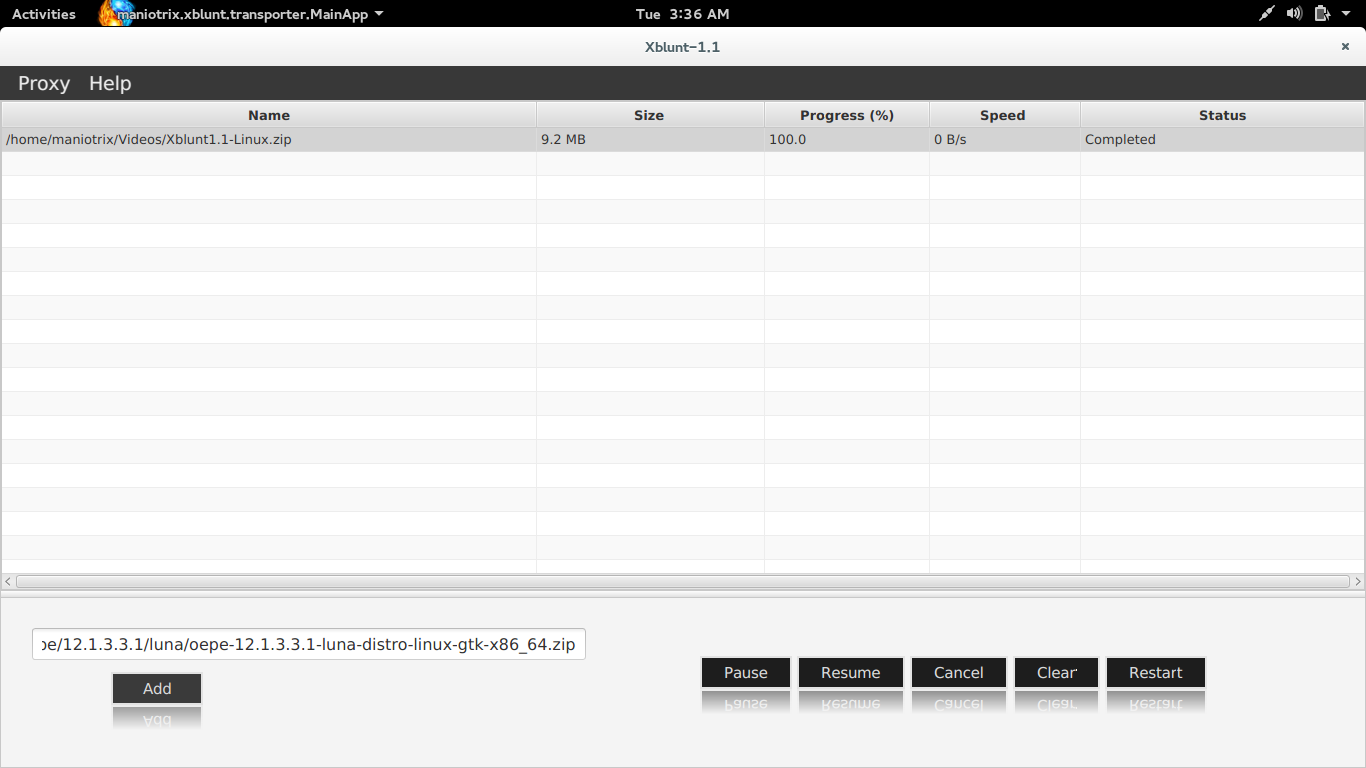 Activities maniotrix.xblunt.transporter.MainApp Tue 3:36 AM
Xblunt-1.1
Proxy Help
Name Size Progress (%) Speed Status
/home/maniotrix/Videos/Xblunt1.1-Linux.zip 9.2 MB 100.0 0 B/s Completed
pe/12.1.3.3.1/luna/oepe-12.1.3.3.1-luna-distro-linux-gtk-x86_64.zip
Pause Resume Cancel Clear Restart
Add